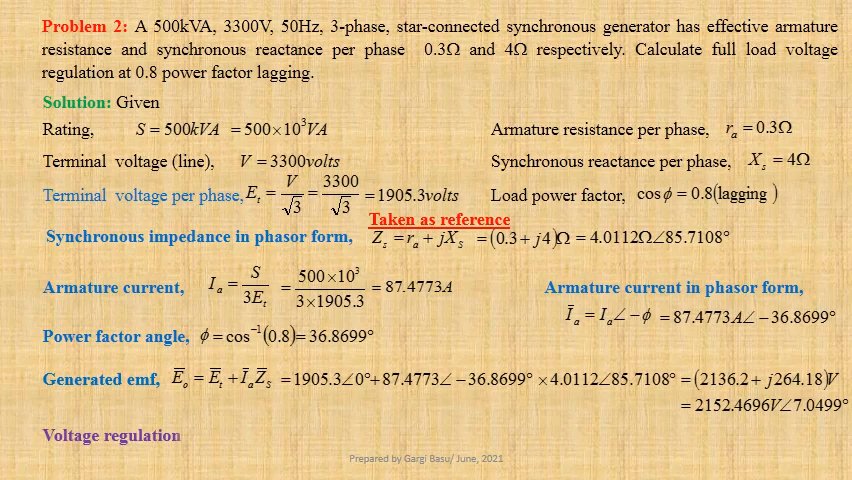 Problem 2: A 500kVA, 3300V, 50Hz, 3-phase, star-connected synchronous generator has effective armature
resistance and synchronous reactance per phase 0.3Ω and 4Ω respectively. Calculate full load voltage
regulation at 0.8 power factor lagging.
Solution: Given
Rating, S = 500kVA = 500×10³VA Armature resistance per phase, rₐ = 0.3Ω
Terminal voltage (line), V = 3300volts Synchronous reactance per phase, Xₛ = 4Ω
Terminal voltage per phase, Eₜ = V/√3 = 3300/√3 = 1905.3volts Load power factor, cosϕ = 0.8(lagging )
Taken as reference
Synchronous impedance in phasor form, Zₛ = rₐ + jX_S = (0.3 + j4)Ω = 4.0112Ω∠85.7108°
Armature current, Iₐ = S/3Eₜ = 500×10³/3×1905.3 = 87.4773A Armature current in phasor form,
Īₐ = Iₐ∠−ϕ = 87.4773A∠−36.8699°
Power factor angle, ϕ = cos⁻¹(0.8) = 36.8699°
Generated emf, E̅ₒ = E̅ₜ + ĪₐZ̅_S = 1905.3∠0°+87.4773∠−36.8699° ×4.0112∠85.7108° = (2136.2 + j264.18)V
= 2152.4696V∠7.0499°
Voltage regulation
Prepared by Gargi Basu/ June, 2021